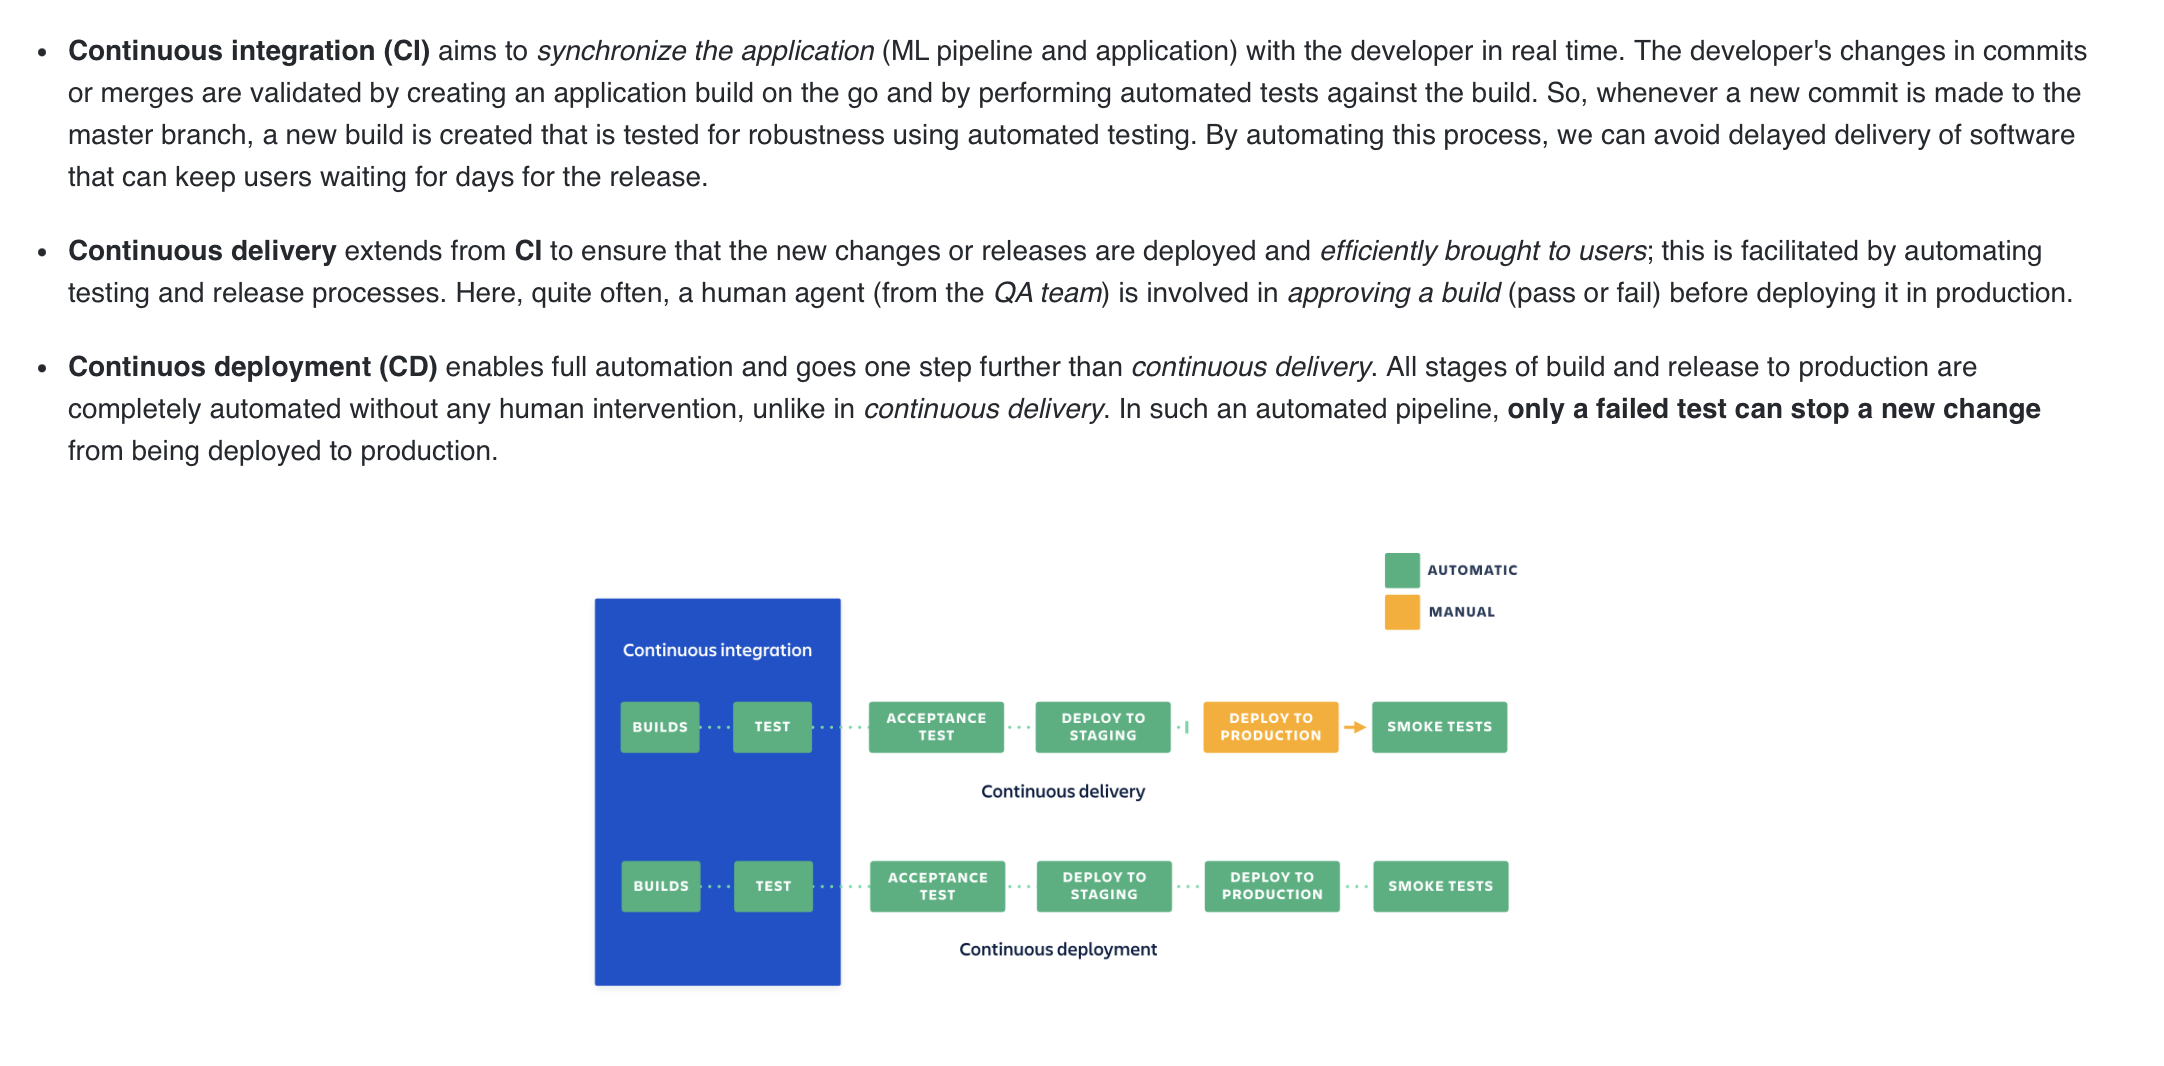 Continuous integration (CI) aims to synchronize the application (ML pipeline and application) with the developer in real time. The developer's changes in commits
or merges are validated by creating an application build on the go and by performing automated tests against the build. So, whenever a new commit is made to the
master branch, a new build is created that is tested for robustness using automated testing. By automating this process, we can avoid delayed delivery of software
that can keep users waiting for days for the release.
Continuous delivery extends from CI to ensure that the new changes or releases are deployed and efficiently brought to users; this is facilitated by automating
testing and release processes. Here, quite often, a human agent (from the QA team) is involved in approving a build (pass or fail) before deploying it in production.
Continuos deployment (CD) enables full automation and goes one step further than continuous delivery. All stages of build and release to production are
completely automated without any human intervention, unlike in continuous delivery. In such an automated pipeline, only a failed test can stop a new change
from being deployed to production.
AUTOMATIC
MANUAL
Continuous integration
BUILDS
TEST
ACCEPTANCE
TEST
DEPLOY TO
STAGING
DEPLOY TO
PRODUCTION
SMOKE TESTS
Continuous delivery
BUILDS
TEST
ACCEPTANCE
TEST
DEPLOY TO
STAGING
DEPLOY TO
PRODUCTION
SMOKE TESTS
Continuous deployment